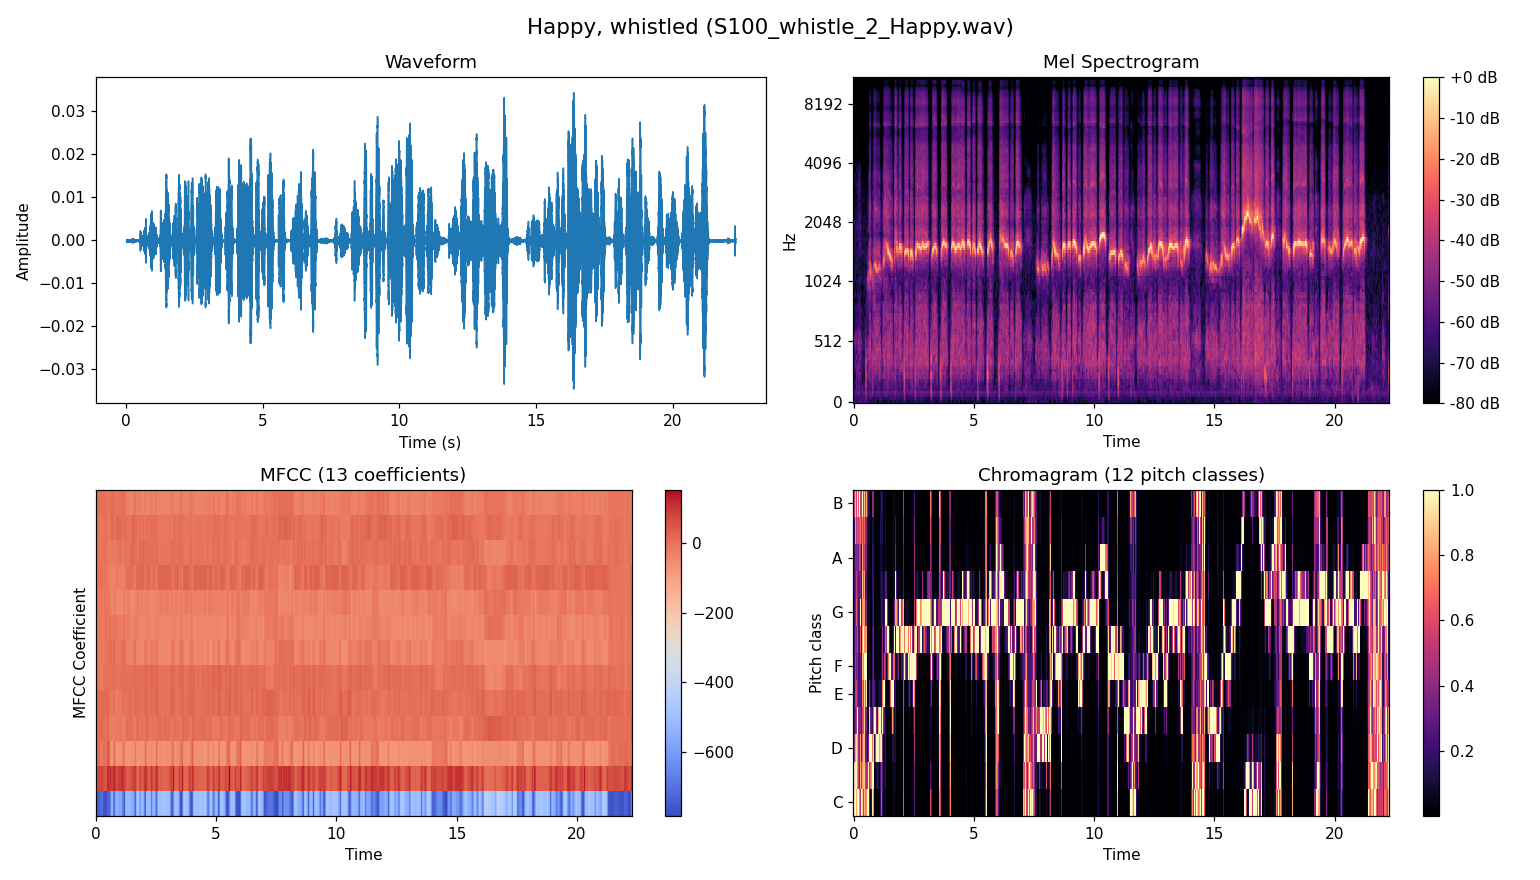 Happy, whistled (S100_whistle_2_Happy.wav)
Waveform
Amplitude
0.03
0.02
0.01
0.00
−0.01
−0.02
−0.03
0 5 10 15 20
Time (s)
Mel Spectrogram
Hz
8192
4096
2048
1024
512
0
0 5 10 15 20
Time
+0 dB
-10 dB
-20 dB
-30 dB
-40 dB
-50 dB
-60 dB
-70 dB
-80 dB
MFCC (13 coefficients)
MFCC Coefficient
0 5 10 15 20
Time
0
−200
−400
−600
Chromagram (12 pitch classes)
Pitch class
B
A
G
F
E
D
C
0 5 10 15 20
Time
1.0
0.8
0.6
0.4
0.2